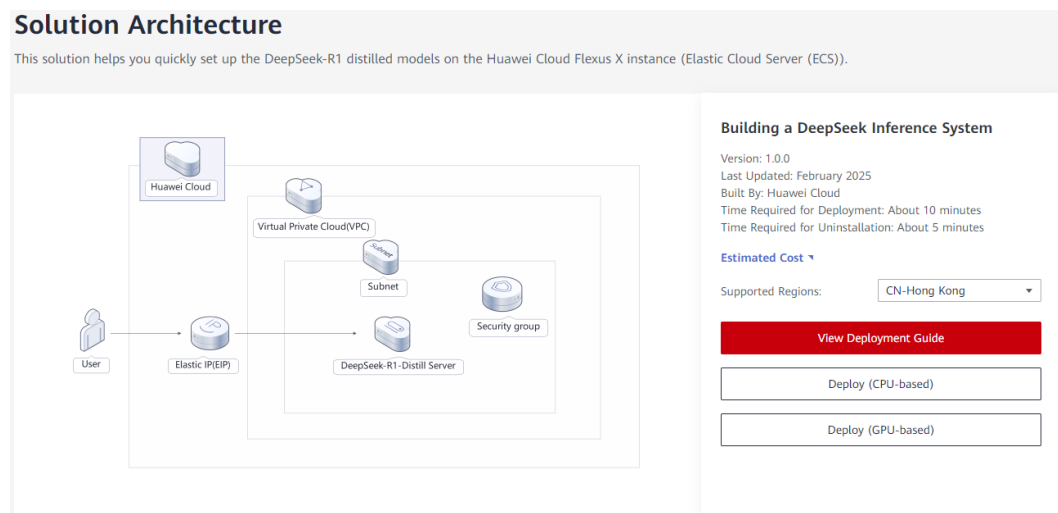 Solution Architecture
This solution helps you quickly set up the DeepSeek-R1 distilled models on the Huawei Cloud Flexus X instance (Elastic Cloud Server (ECS)).
Huawei Cloud
Virtual Private Cloud(VPC)
Subnet
Subnet
Security group
IP
User
Elastic IP(EIP)
DeepSeek-R1-Distill Server
Building a DeepSeek Inference System
Version: 1.0.0
Last Updated: February 2025
Built By: Huawei Cloud
Time Required for Deployment: About 10 minutes
Time Required for Uninstallation: About 5 minutes
Estimated Cost
Supported Regions: CN-Hong Kong
View Deployment Guide
Deploy (CPU-based)
Deploy (GPU-based)